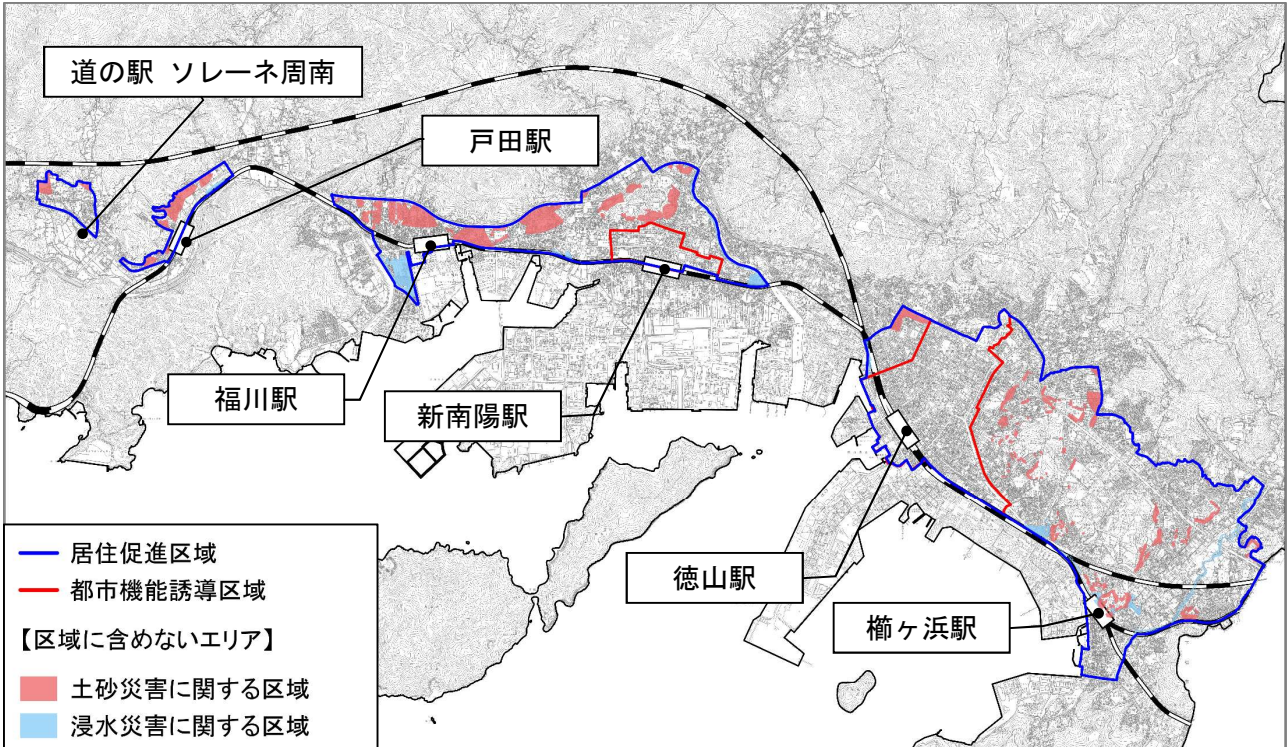 道の駅 ソレーネ周南
戸田駅
福川駅
新南陽駅
徳山駅
櫛ヶ浜駅
居住促進区域
都市機能誘導区域
【区域に含めないエリア】
土砂災害に関する区域
浸水災害に関する区域